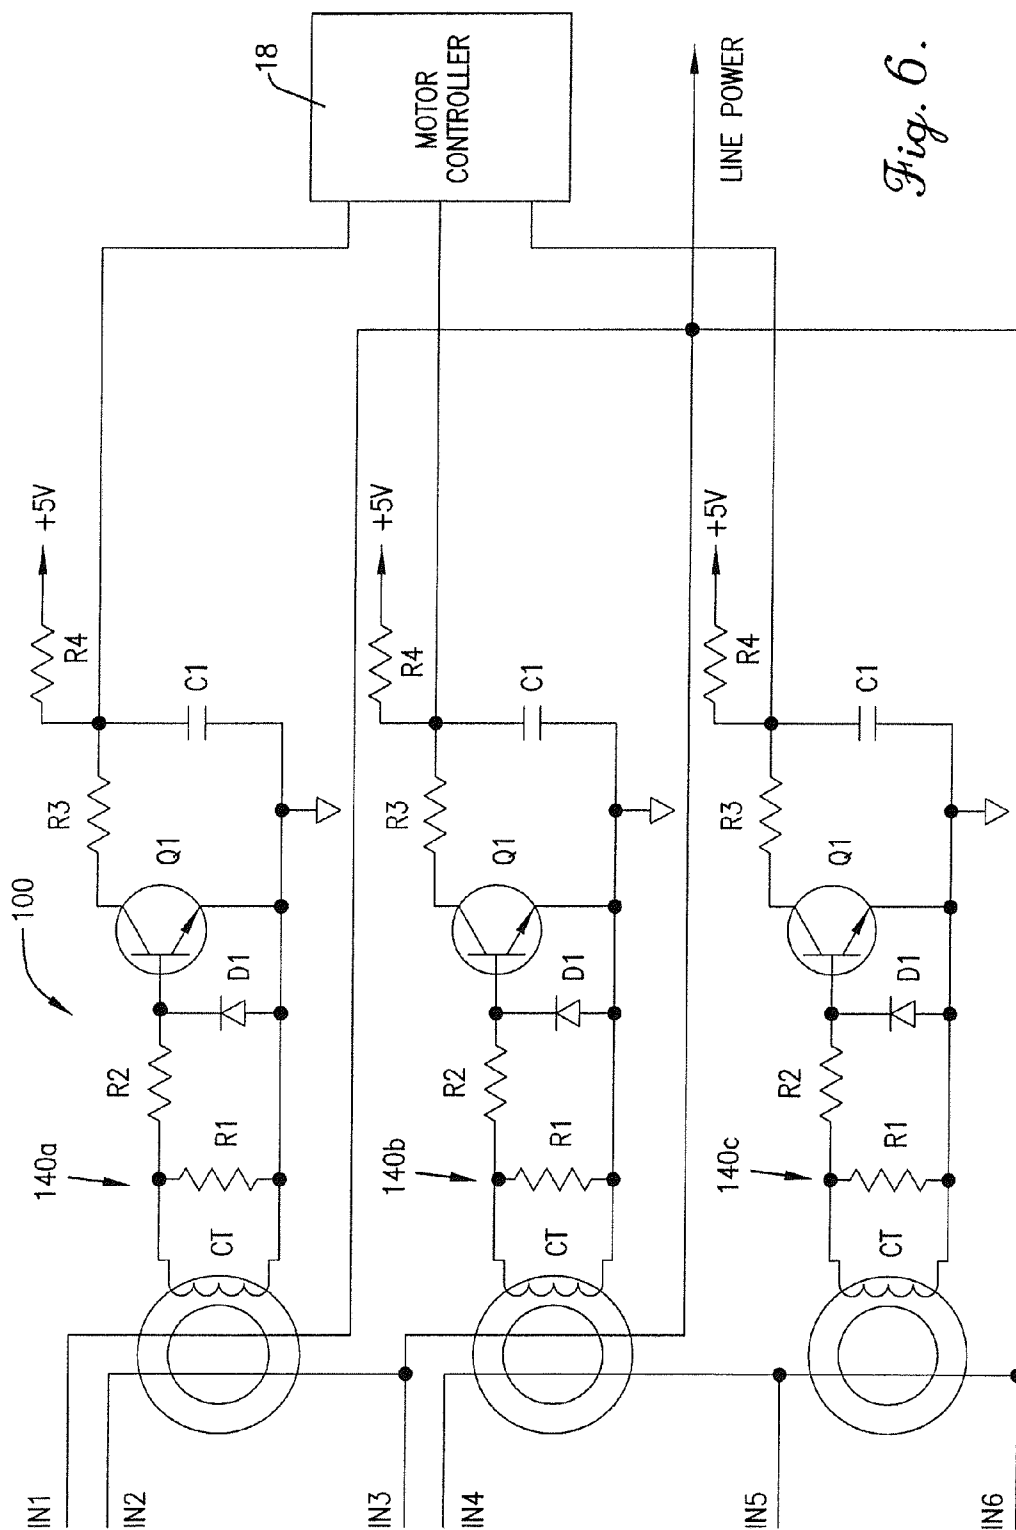 100
18
MOTOR
CONTROLLER
LINE POWER
Fig. 6.
IN1
IN2
140a
CT
R1
R2
D1
Q1
R3
C1
R4
+5V
IN3
IN4
140b
CT
R1
R2
D1
Q1
R3
C1
R4
+5V
IN5
IN6
140c
CT
R1
R2
D1
Q1
R3
C1
R4
+5V